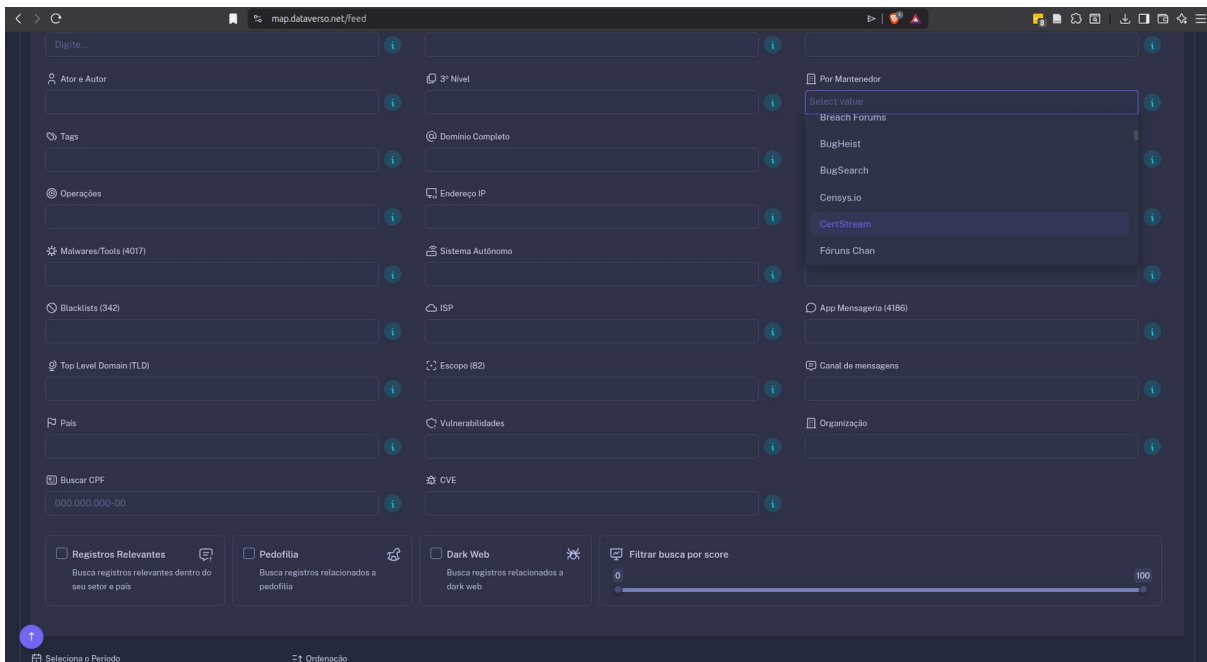 map.dataverso.net/feed
Digite...
Ator e Autor
3º Nível
Por Mantenedor
Select value
Breach Forums
Tags
Domínio Completo
BugHeist
BugSearch
Operações
Endereço IP
Censys.io
CertStream
Malwares/Tools (4017)
Sistema Autônomo
Fóruns Chan
Blacklists (342)
ISP
App Mensageria (4186)
Top Level Domain (TLD)
Escopo (82)
Canal de mensagens
País
Vulnerabilidades
Organização
Buscar CPF
CVE
000.000.000-00
Registros Relevantes
Busca registros relevantes dentro do
seu setor e país
Pedofilia
Busca registros relacionados a
pedofilia
Dark Web
Busca registros relacionados a
dark web
Filtrar busca por score
0
100
Seleciona o Período
Ordenação